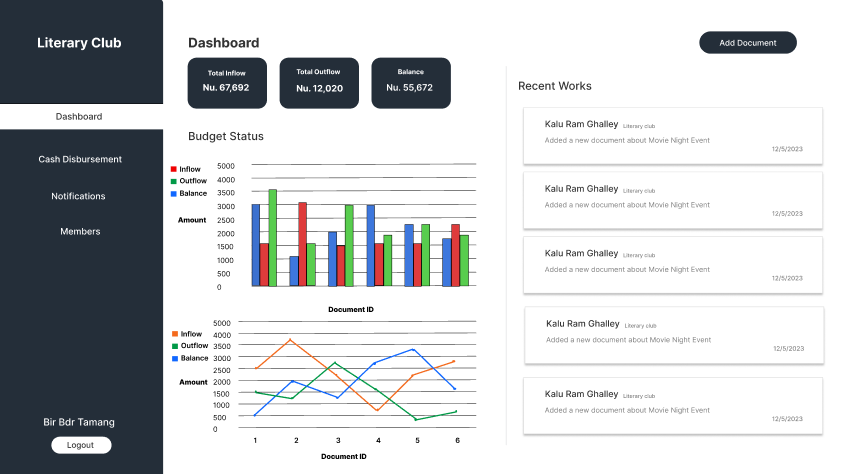 Literary Club
Dashboard
Cash Disbursement
Notifications
Members
Bir Bdr Tamang
Logout
Dashboard
Add Document
Total Inflow
Nu. 67,692
Total Outflow
Nu. 12,020
Balance
Nu. 55,672
Budget Status
Inflow
Outflow
Balance
Amount
5000
4000
3500
3000
2500
2000
1500
1000
500
0
Document ID
Inflow
Outflow
Balance
Amount
5000
4000
3500
3000
2500
2000
1500
1000
500
0
1 2 3 4 5 6
Document ID
Recent Works
Kalu Ram Ghalley Literary club
Added a new document about Movie Night Event
12/5/2023
Kalu Ram Ghalley Literary club
Added a new document about Movie Night Event
12/5/2023
Kalu Ram Ghalley Literary club
Added a new document about Movie Night Event
12/5/2023
Kalu Ram Ghalley Literary club
Added a new document about Movie Night Event
12/5/2023
Kalu Ram Ghalley Literary club
Added a new document about Movie Night Event
12/5/2023